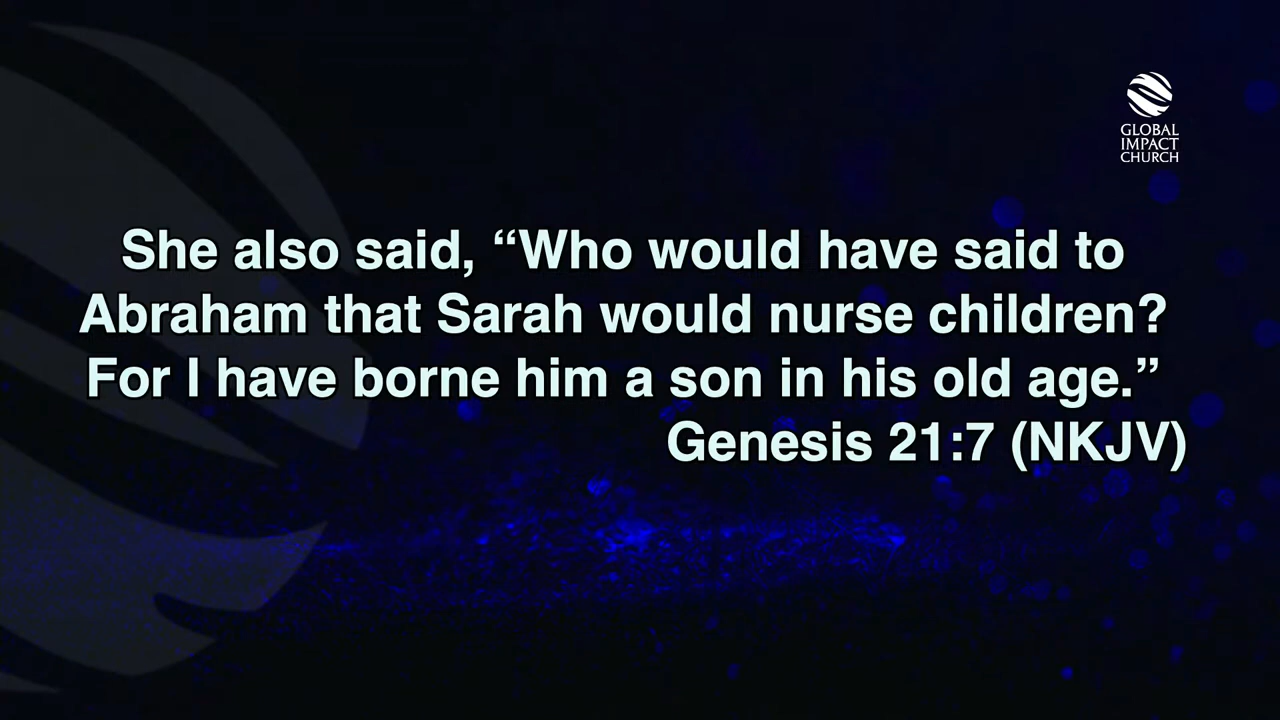 GLOBAL
IMPACT
CHURCH
She also said, “Who would have said to
Abraham that Sarah would nurse children?
For I have borne him a son in his old age.”
Genesis 21:7 (NKJV)